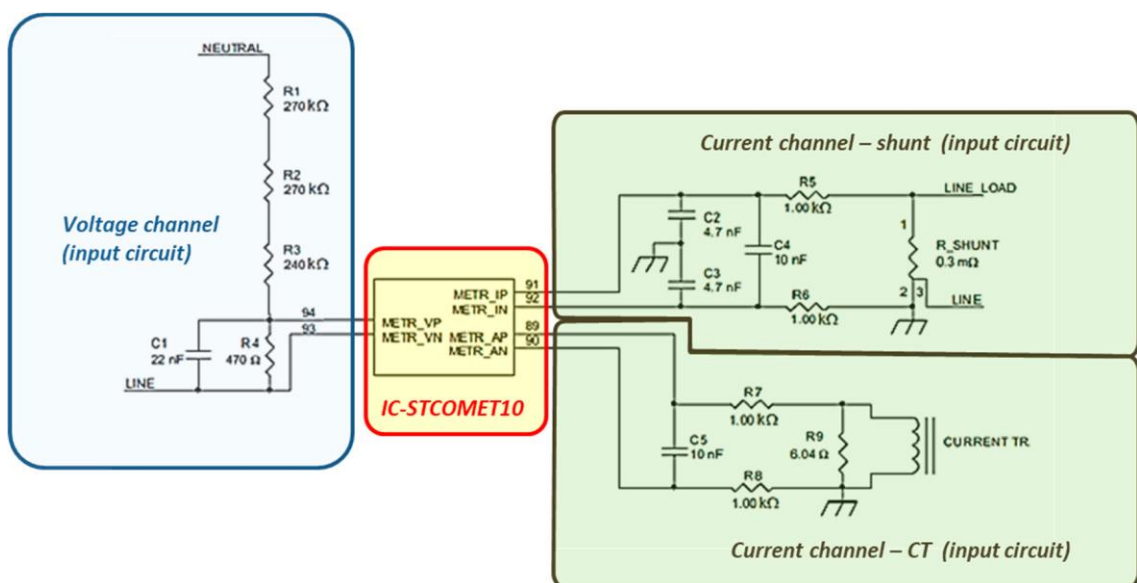 NEUTRAL
R1
270 kΩ
R2
270 kΩ
Voltage channel
(input circuit)
R3
240 kΩ
94
93
C1
22 nF
R4
470 Ω
LINE
METR_IP
METR_IN
METR_VP
METR_VN
METR_AP
METR_AN
91
92
89
90
IC-STCOMET10
Current channel – shunt (input circuit)
R5
1.00 kΩ
LINE_LOAD
C2
4.7 nF
C4
10 nF
1
R_SHUNT
0.3 mΩ
C3
4.7 nF
R6
1.00 kΩ
2
3
LINE
R7
1.00 kΩ
C5
10 nF
R9
6.04 Ω
CURRENT TR.
R8
1.00 kΩ
Current channel – CT (input circuit)